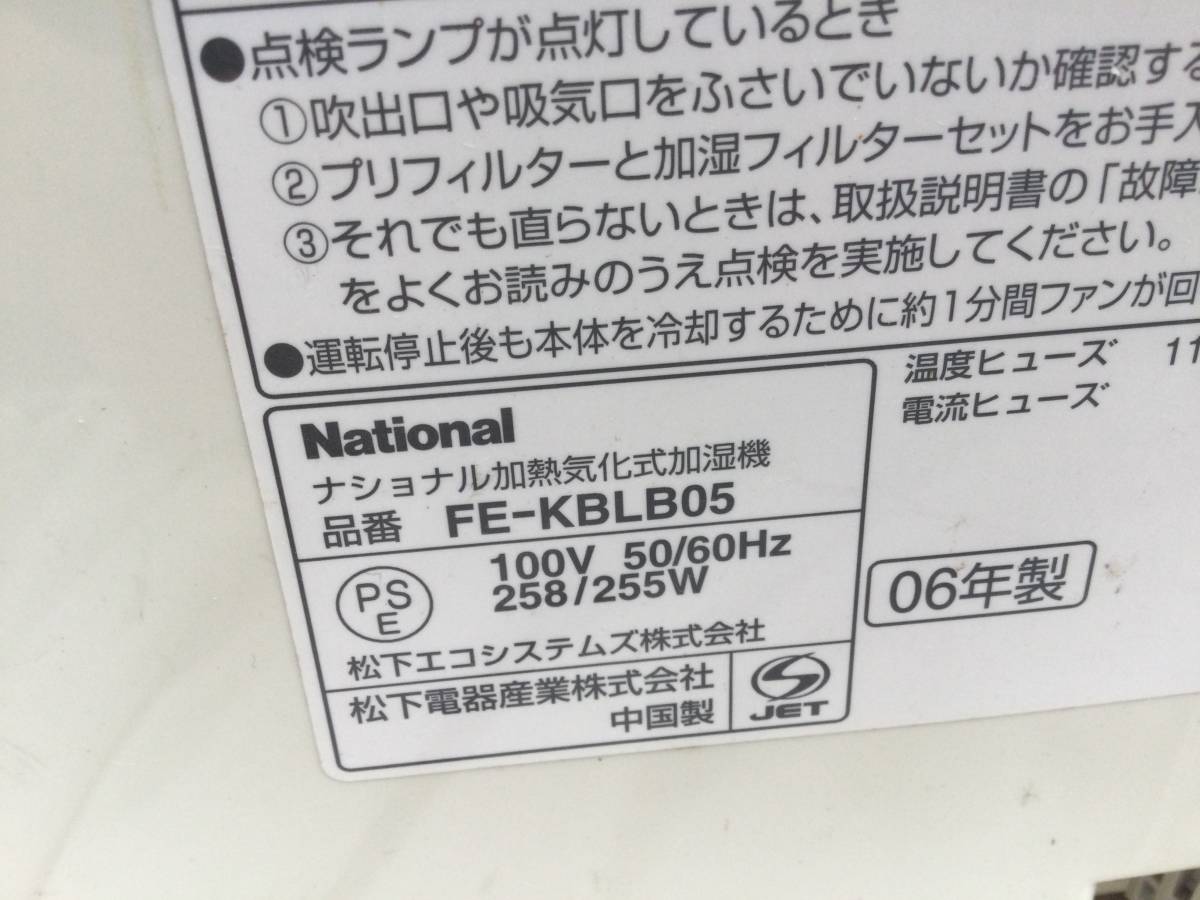 ●点検ランプが点灯しているとき
①吹出口や吸気口をふさいでいないか確認する
②プリフィルターと加湿フィルターセットをお手入
③それでも直らないときは、取扱説明書の「故障
をよくお読みのうえ点検を実施してください。
●運転停止後も本体を冷却するために約1分間ファンが回
温度ヒューズ 11
電流ヒューズ
National
ナショナル加熱気化式加湿機
品番 FE-KBLB05
100V 50/60Hz
258/255W
PS
E
06年製
松下エコシステムズ株式会社
松下電器産業株式会社
中国製
JET